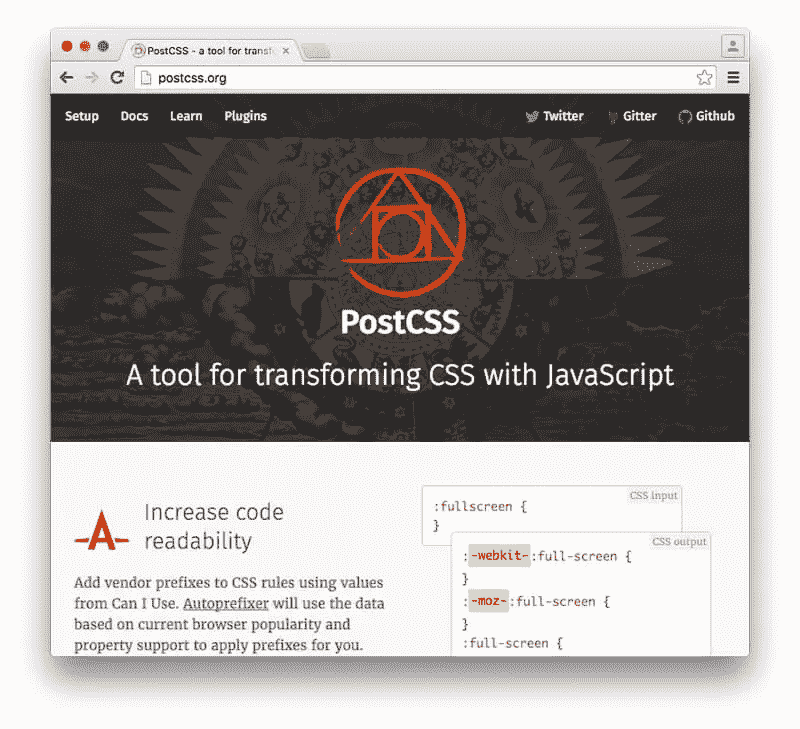 PostCSS - a tool for transf
postcss.org
Setup Docs Learn Plugins Twitter Gitter Github
PostCSS
A tool for transforming CSS with JavaScript
Increase code
readability
Add vendor prefixes to CSS rules using values
from Can I Use. Autoprefixer will use the data
based on current browser popularity and
property support to apply prefixes for you.
CSS input
:fullscreen {
}
CSS output
:-webkit-:full-screen {
}
:-moz-:full-screen {
}
:full-screen {